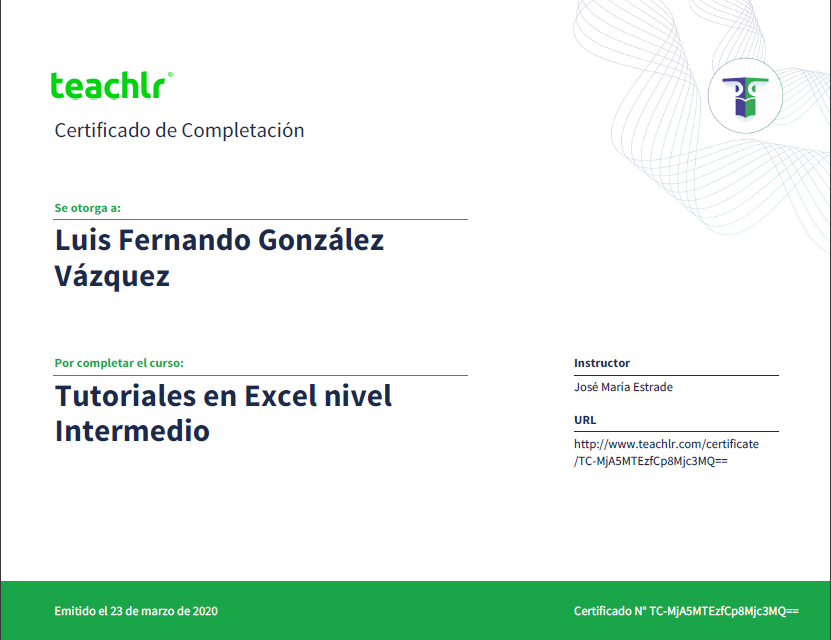 teachlr®
Certificado de Completación
Se otorga a:
Luis Fernando González
Vázquez
Por completar el curso:
Tutoriales en Excel nivel
Intermedio
Instructor
José María Estrade
URL
http://www.teachlr.com/certificate
/TC-MjA5MTEzfCp8Mjc3MQ==
Emitido el 23 de marzo de 2020
Certificado N° TC-MjA5MTEzfCp8Mjc3MQ==